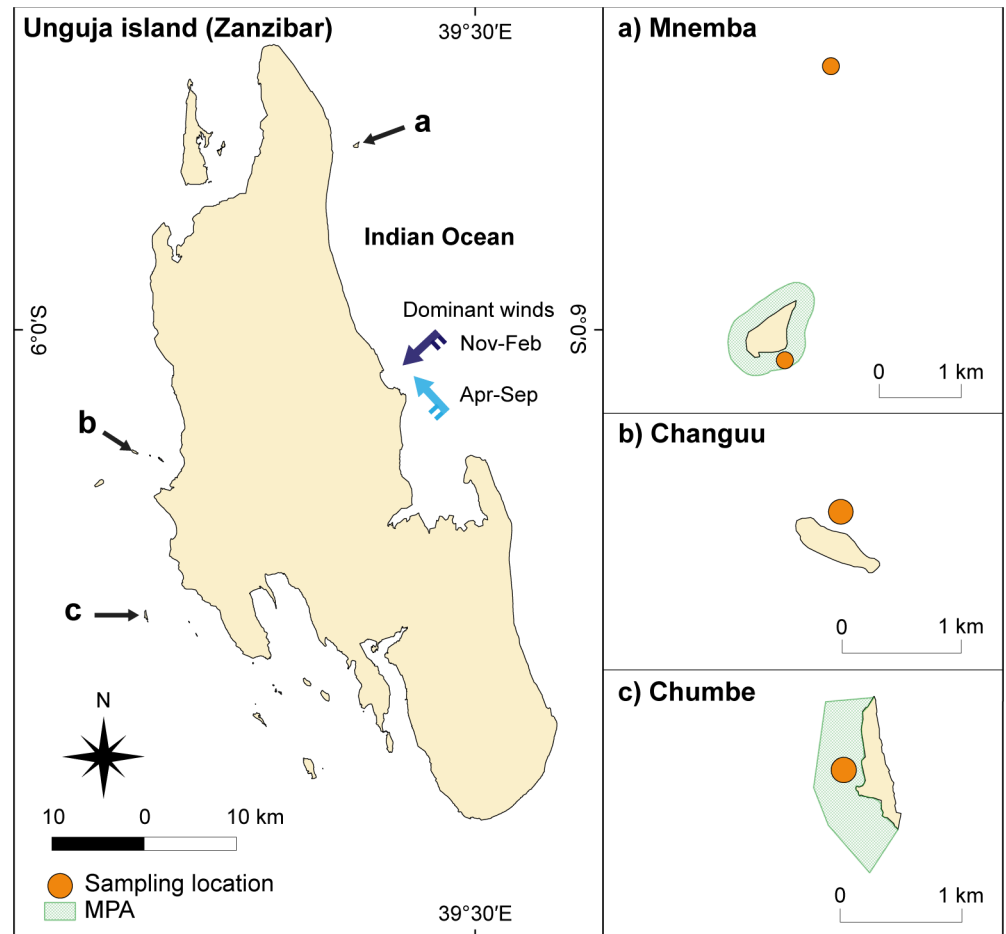 Unguja island (Zanzibar)
39°30′E
a
Indian Ocean
Dominant winds
Nov-Feb
Apr-Sep
6°0′S
6°0′S
b
c
N
10 0 10 km
Sampling location
MPA
39°30′E
a) Mnemba
0 1 km
b) Changuu
0 1 km
c) Chumbe
0 1 km